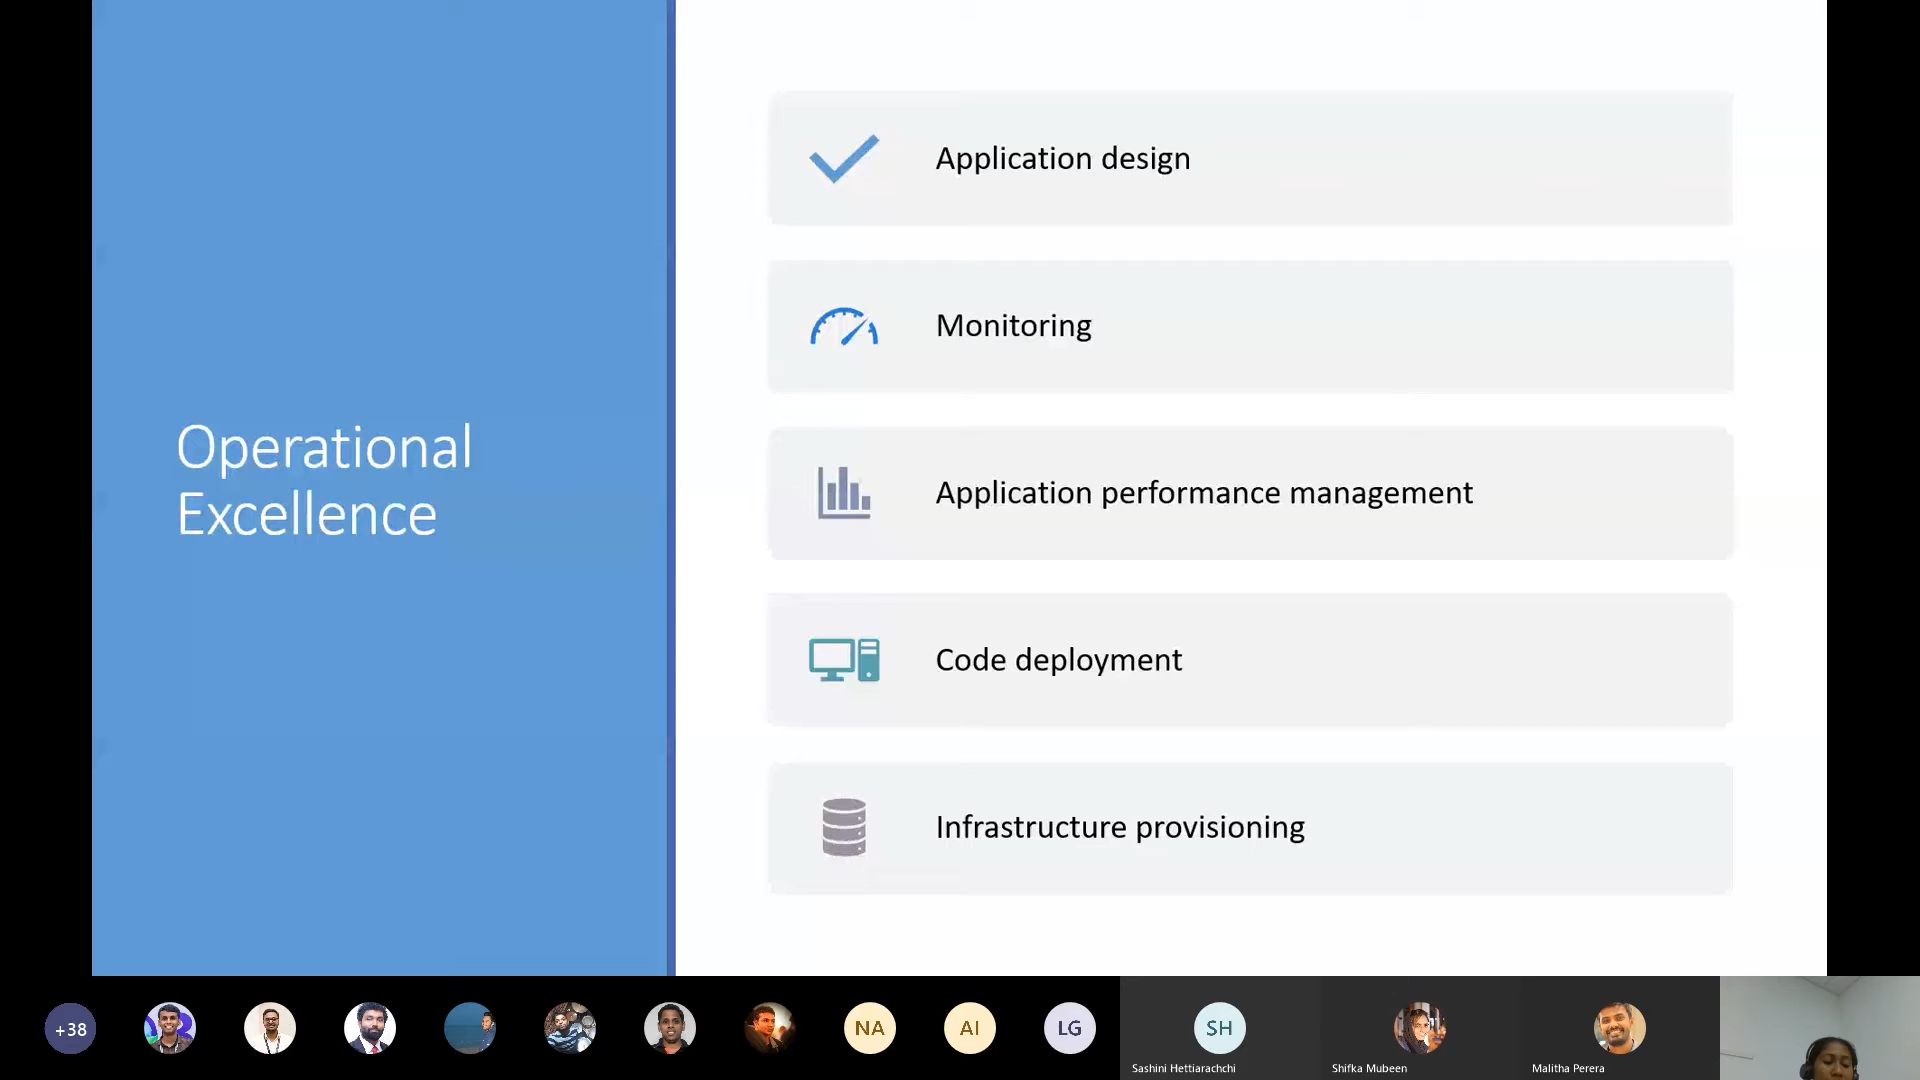 Operational
Excellence
Application design
Monitoring
Application performance management
Code deployment
Infrastructure provisioning
+38
NA
AI
LG
SH
Sashini Hettiarachchi
Shifka Mubeen
Malitha Perera